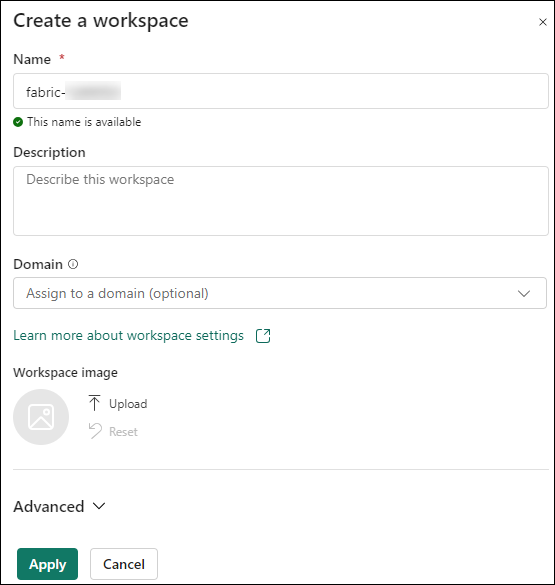 Create a workspace
Name *
fabric-
This name is available
Description
Describe this workspace
Domain
Assign to a domain (optional)
Learn more about workspace settings
Workspace image
Upload
Reset
Advanced
Apply Cancel